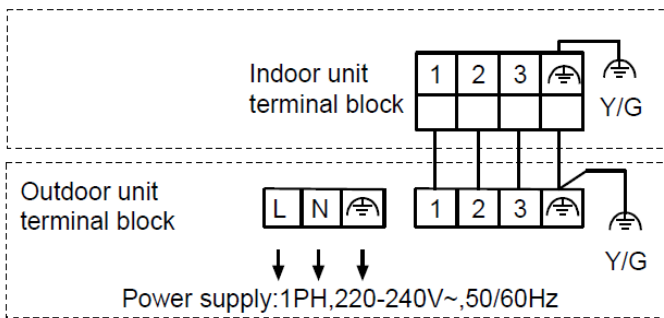 Indoor unit
terminal block
1 2 3
Y/G
Outdoor unit
terminal block
L N
1 2 3
Y/G
Power supply:1PH,220-240V~,50/60Hz